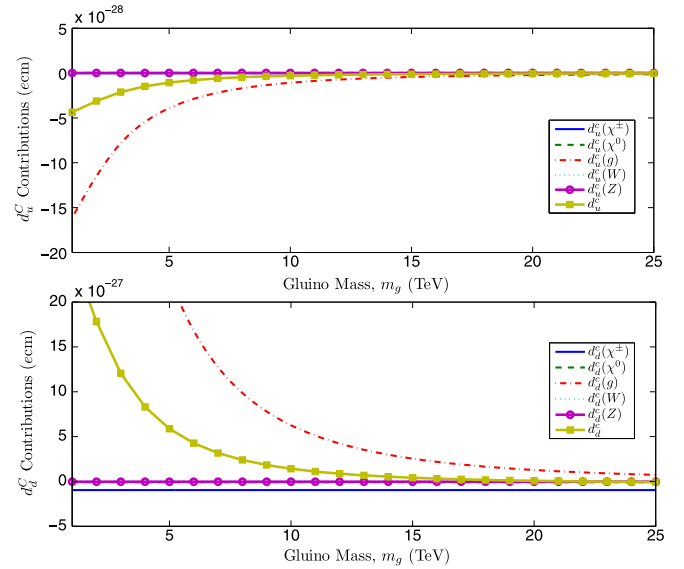 x 10⁻²⁸
5
0
−5
−10
−15
−20
d_u^C Contributions (ecm)
5
10
15
20
25
Gluino Mass, m_g (TeV)
d_u^c(χ^±)
d_u^c(χ^0)
d_u^c(g)
d_u^c(W)
d_u^c(Z)
d_u^c
x 10⁻²⁷
20
15
10
5
0
−5
d_d^C Contributions (ecm)
5
10
15
20
25
Gluino Mass, m_g (TeV)
d_d^c(χ^±)
d_d^c(χ^0)
d_d^c(g)
d_d^c(W)
d_d^c(Z)
d_d^c